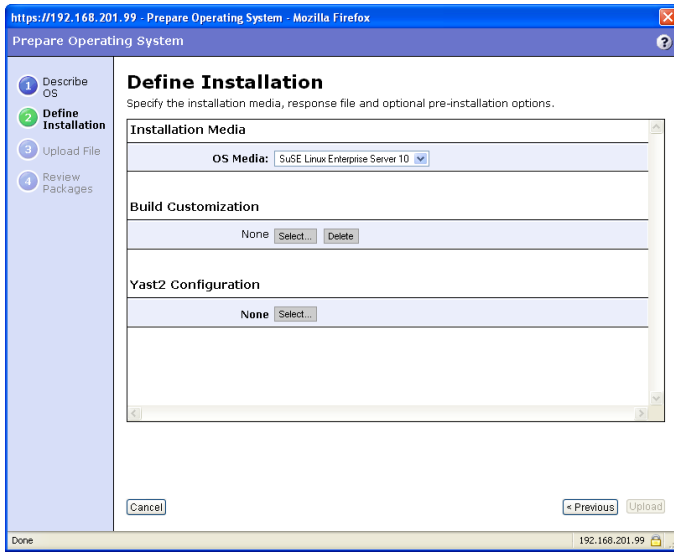 https://192.168.201.99 - Prepare Operating System - Mozilla Firefox
Prepare Operating System
?
1 Describe
OS
2 Define
Installation
3 Upload File
4 Review
Packages
Define Installation
Specify the installation media, response file and optional pre-installation options.
Installation Media
OS Media: SuSE Linux Enterprise Server 10
Build Customization
None Select... Delete
Yast2 Configuration
None Select...
Cancel < Previous Upload
Done 192.168.201.99